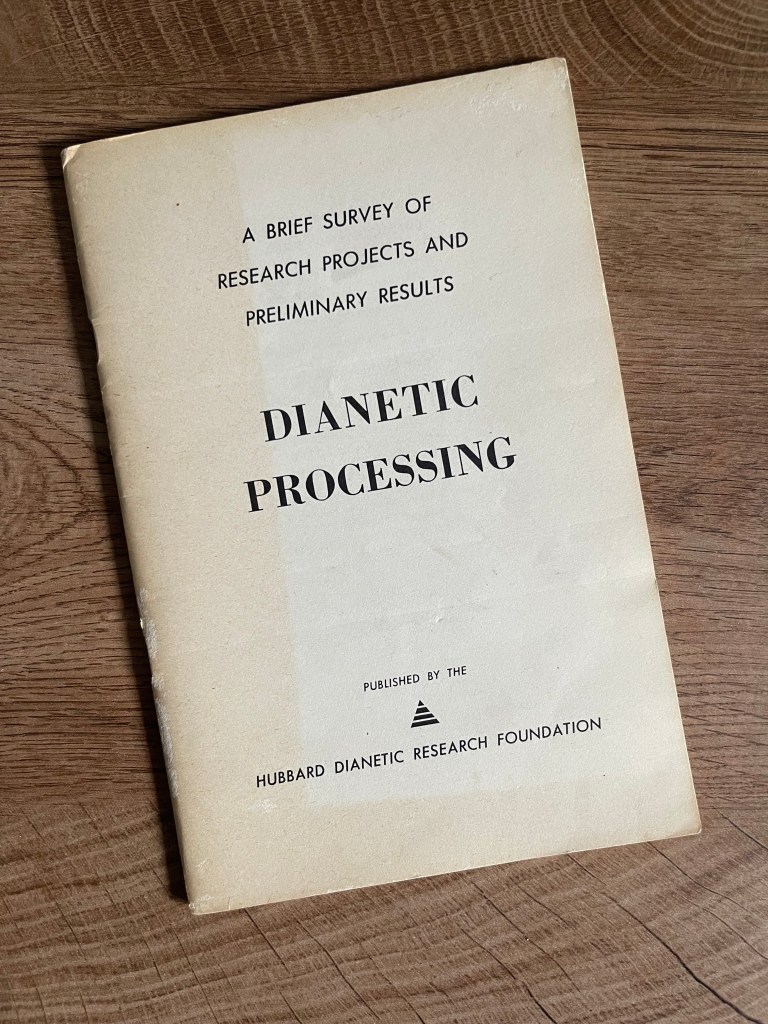 A BRIEF SURVEY OF
RESEARCH PROJECTS AND
PRELIMINARY RESULTS
DIANETIC
PROCESSING
PUBLISHED BY THE
HUBBARD DIANETIC RESEARCH FOUNDATION